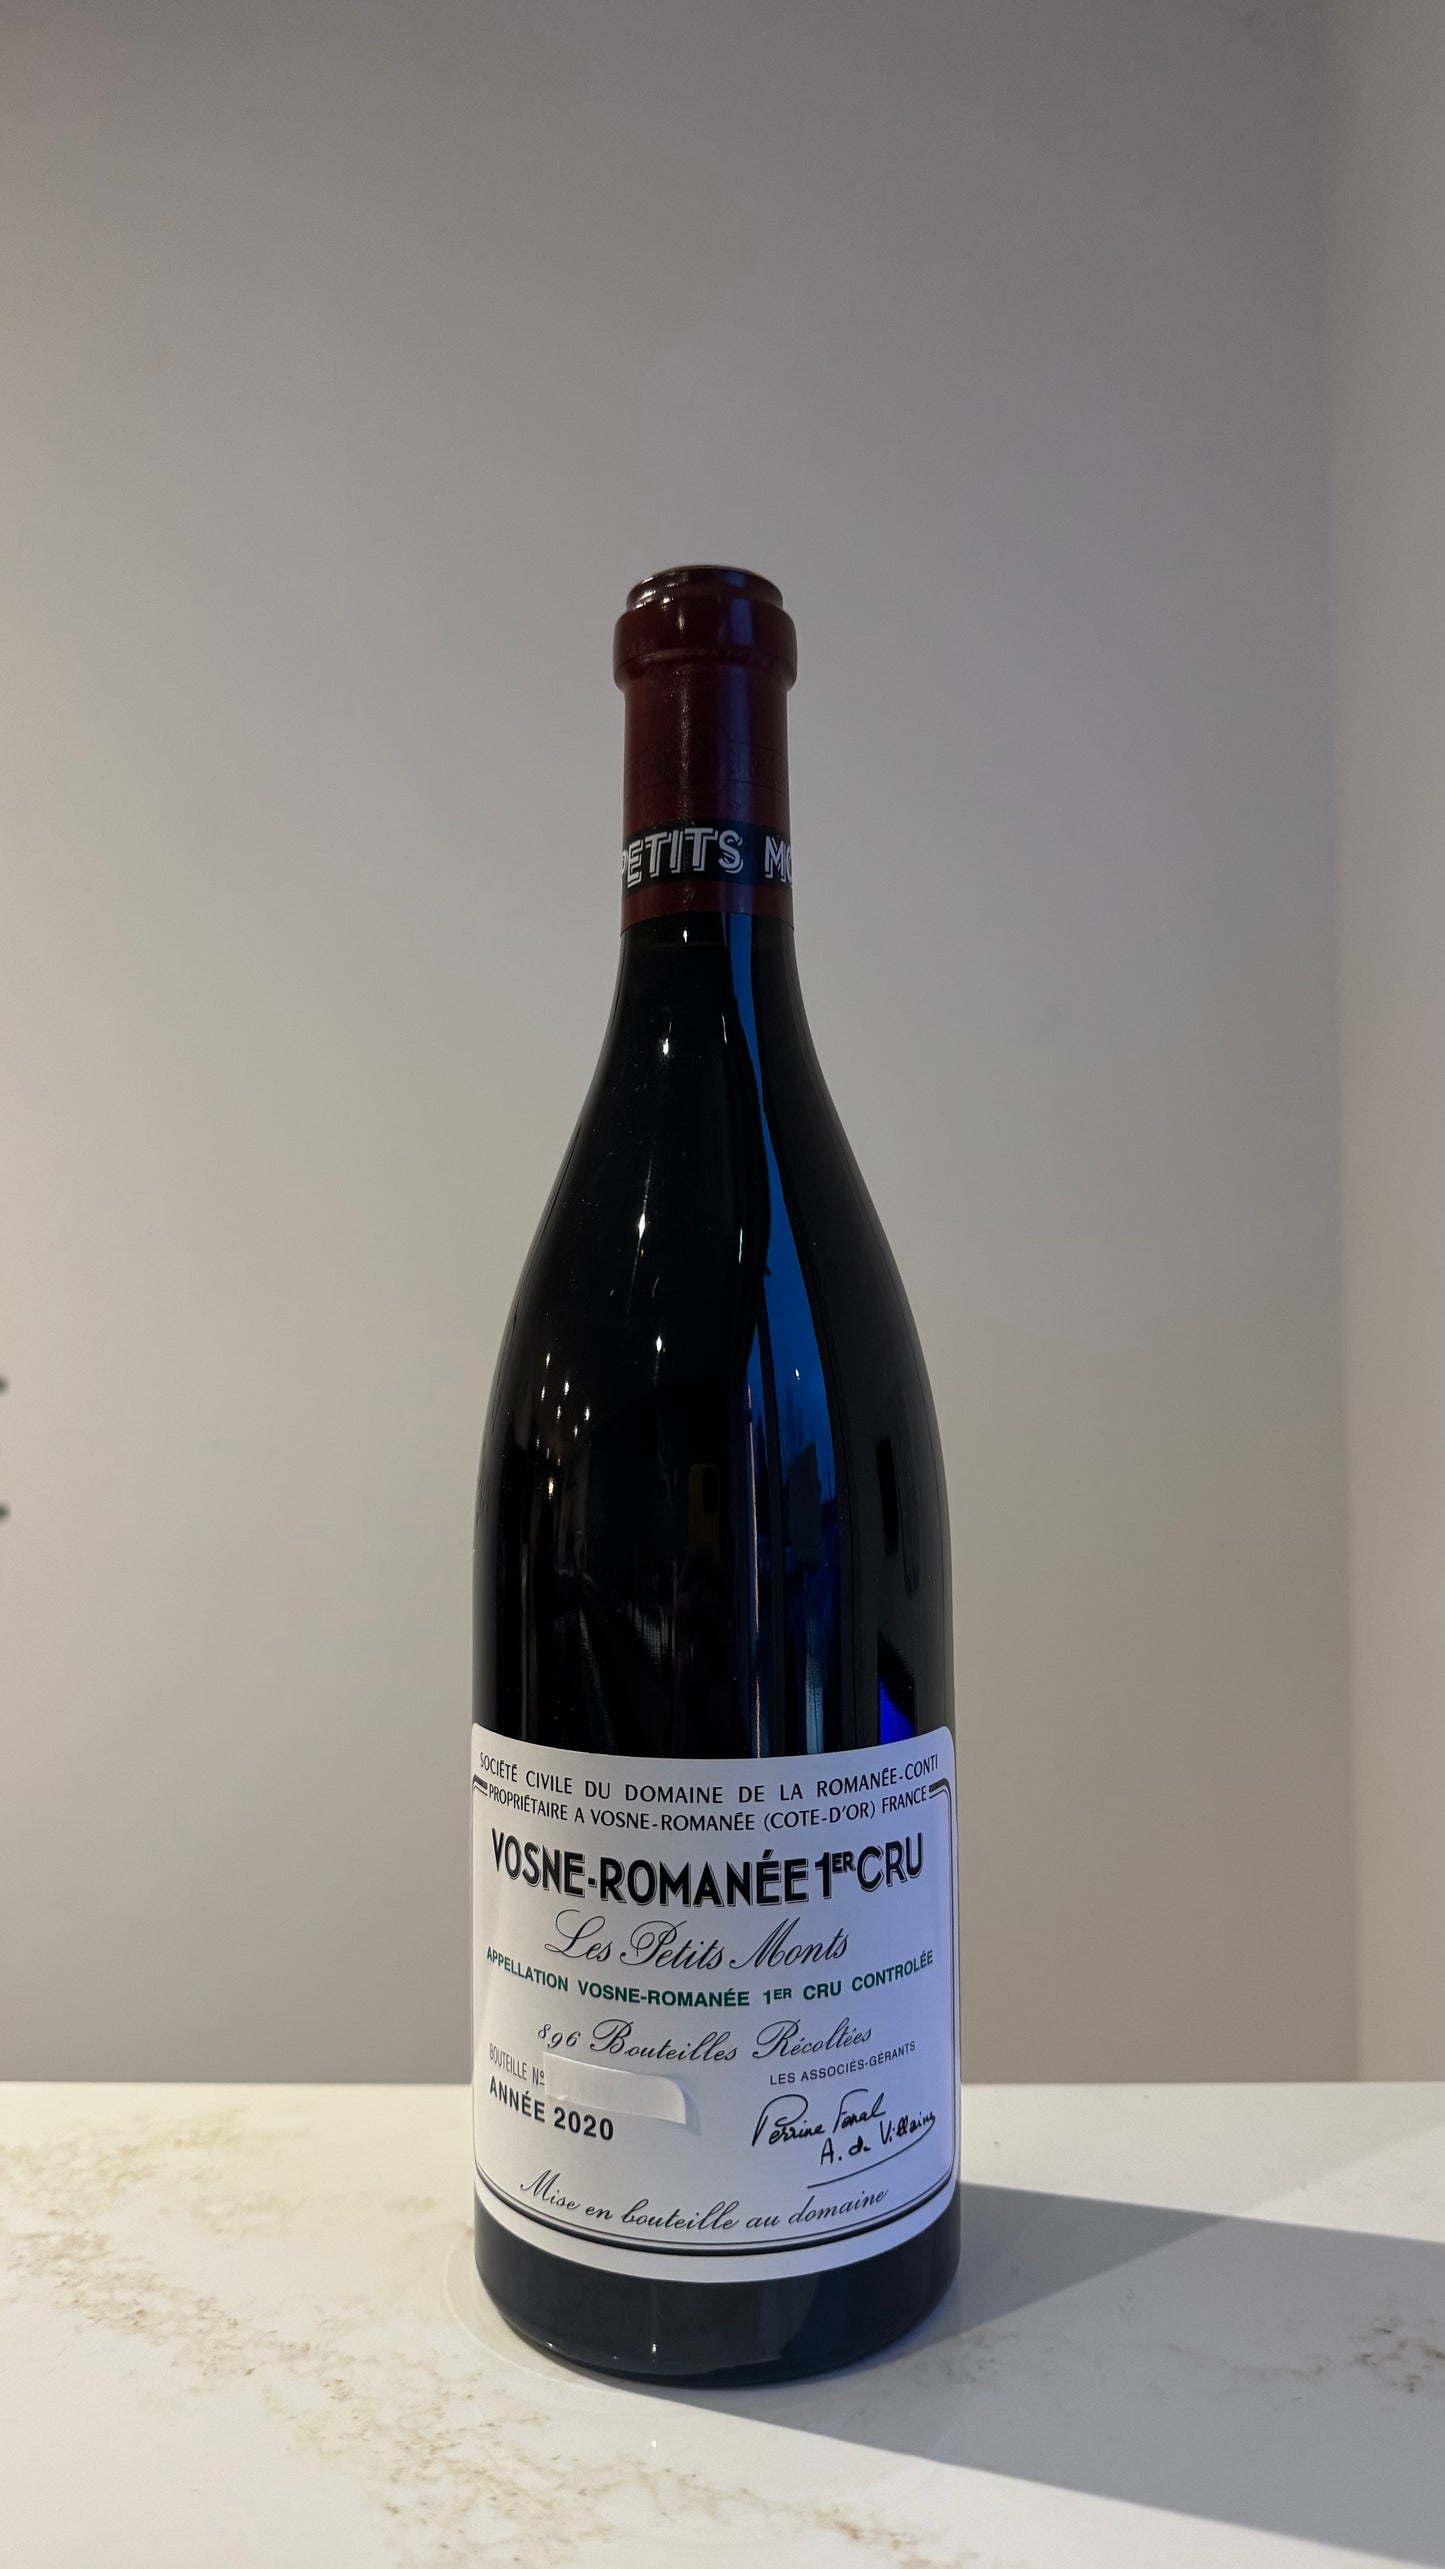 PETITS MO
SOCIÉTÉ CIVILE DU DOMAINE DE LA ROMANÉE-CONTI
PROPRIÉTAIRE A VOSNE-ROMANÉE (COTE-D'OR) FRANCE
VOSNE-ROMANÉE 1ER CRU
Les Petits Monts
APPELLATION VOSNE-ROMANÉE 1ER CRU CONTROLÉE
896 Bouteilles Récoltées
BOUTEILLE Nº
LES ASSOCIÉS-GÉRANTS
ANNÉE 2020
Perrine Fenal
A. de Villaine
Mise en bouteille au domaine